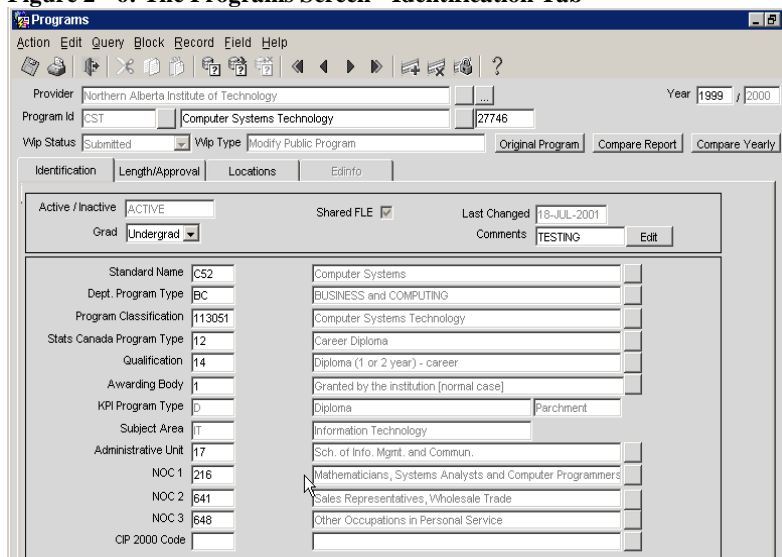 Figure 2 - 6: The Programs Screen - Identification Tab
Programs
Action Edit Query Block Record Field Help
Provider Northern Alberta Institute of Technology ... Year 1999 / 2000
Program Id CST Computer Systems Technology 27746
Wip Status Submitted Wip Type Modify Public Program Original Program Compare Report Compare Yearly
Identification Length/Approval Locations Edinfo
Active / Inactive ACTIVE Shared FLE Last Changed 18-JUL-2001
Grad Undergrad Comments TESTING Edit
Standard Name C52 Computer Systems
Dept. Program Type BC BUSINESS and COMPUTING
Program Classification 113051 Computer Systems Technology
Stats Canada Program Type 12 Career Diploma
Qualification 14 Diploma (1 or 2 year) - career
Awarding Body 1 Granted by the institution [normal case]
KPI Program Type D Diploma Parchment
Subject Area IT Information Technology
Administrative Unit 17 Sch. of Info. Mgmt. and Commun.
NOC 1 216 Mathematicians, Systems Analysts and Computer Programmers
NOC 2 641 Sales Representatives, Wholesale Trade
NOC 3 648 Other Occupations in Personal Service
CIP 2000 Code